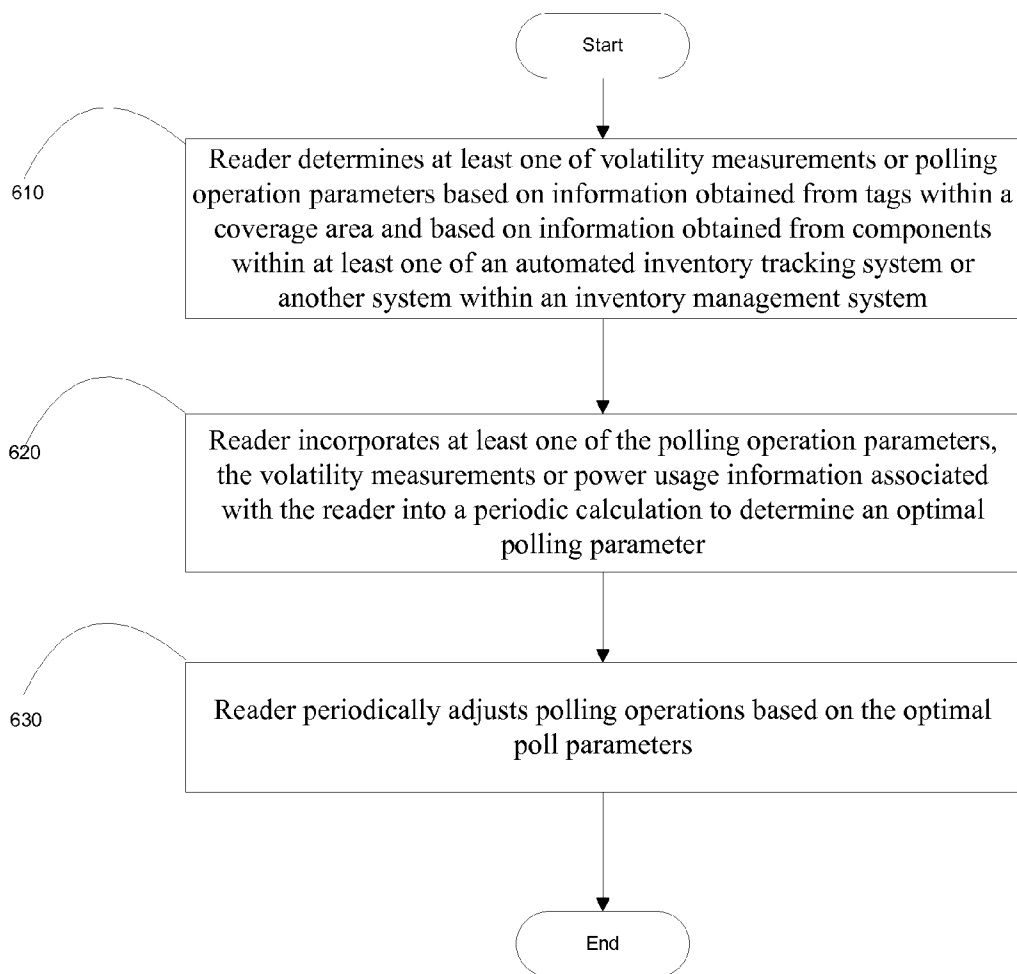 Start
610
Reader determines at least one of volatility measurements or polling
operation parameters based on information obtained from tags within a
coverage area and based on information obtained from components
within at least one of an automated inventory tracking system or
another system within an inventory management system
620
Reader incorporates at least one of the polling operation parameters,
the volatility measurements or power usage information associated
with the reader into a periodic calculation to determine an optimal
polling parameter
630
Reader periodically adjusts polling operations based on the optimal
poll parameters
End